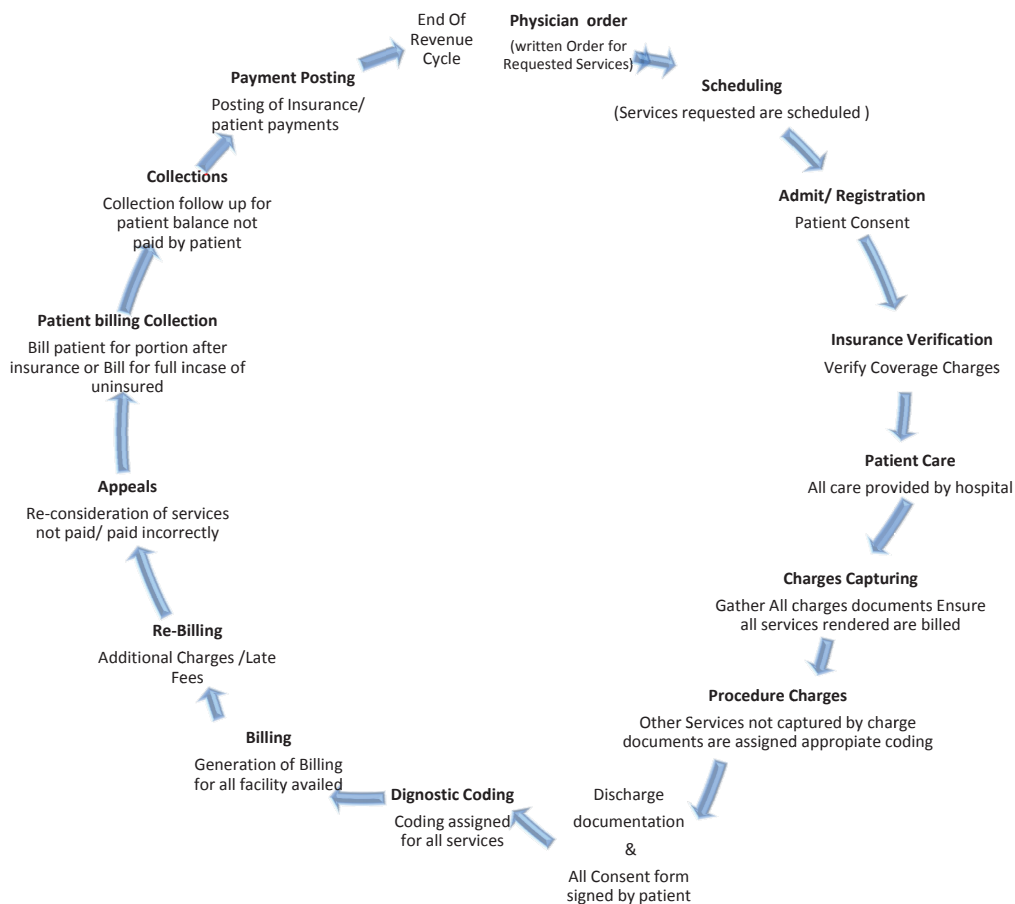 Physician order
(written Order for
Requested Services)
Scheduling
(Services requested are scheduled )
Admit/ Registration
Patient Consent
Insurance Verification
Verify Coverage Charges
Patient Care
All care provided by hospital
Charges Capturing
Gather All charges documents Ensure
all services rendered are billed
Procedure Charges
Other Services not captured by charge
documents are assigned appropiate coding
Discharge
documentation
&
All Consent form
signed by patient
Dignostic Coding
Coding assigned
for all services
Billing
Generation of Billing
for all facility availed
Re-Billing
Additional Charges /Late
Fees
Appeals
Re-consideration of services
not paid/ paid incorrectly
Patient billing Collection
Bill patient for portion after
insurance or Bill for full incase of
uninsured
Collections
Collection follow up for
patient balance not
paid by patient
Payment Posting
Posting of Insurance/
patient payments
End Of
Revenue
Cycle